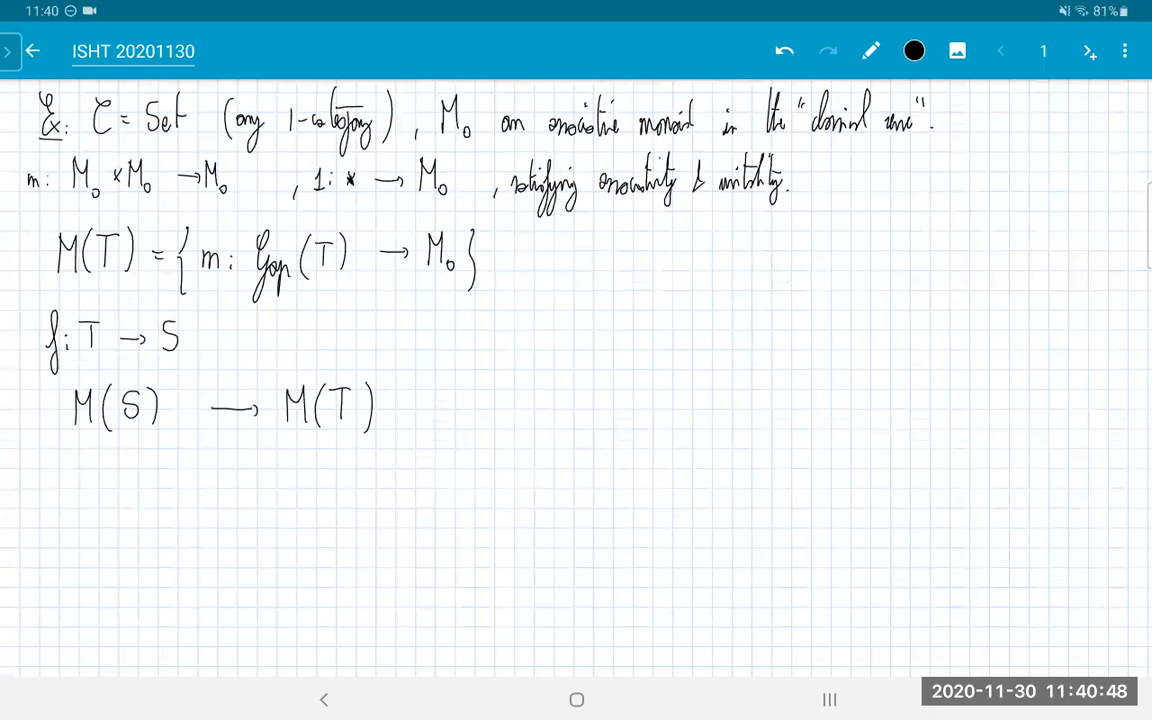 11:40 81%
ISHT 20201130 1
Ex: C = Set (any 1-category), M₀ an associative monoid in the "classical sense".
m: M₀ × M₀ → M₀ , 1: * → M₀ , satisfying associativity & unitality.
M(T) = { m: Gap(T) → M₀ }
f: T → S
M(S) → M(T)
2020-11-30 11:40:48